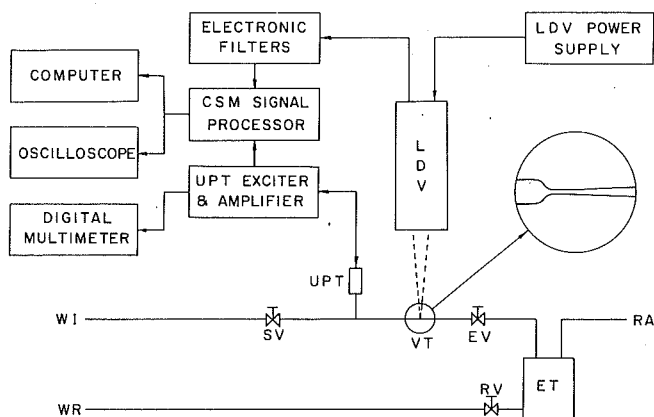 ELECTRONIC
FILTERS
LDV POWER
SUPPLY
COMPUTER
CSM SIGNAL
PROCESSOR
LDV
OSCILLOSCOPE
UPT EXCITER
& AMPLIFIER
DIGITAL
MULTIMETER
UPT
WI
SV
VT
EV
RA
ET
RV
WR